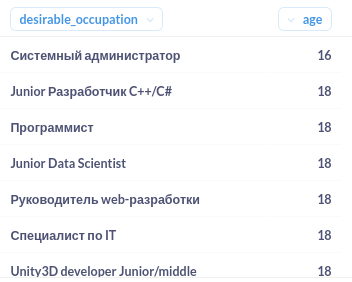 desirable_occupation age
Системный администратор 16
Junior Разработчик C++/C# 18
Программист 18
Junior Data Scientist 18
Руководитель web-разработки 18
Специалист по IT 18
Unity3D developer Junior/middle 18